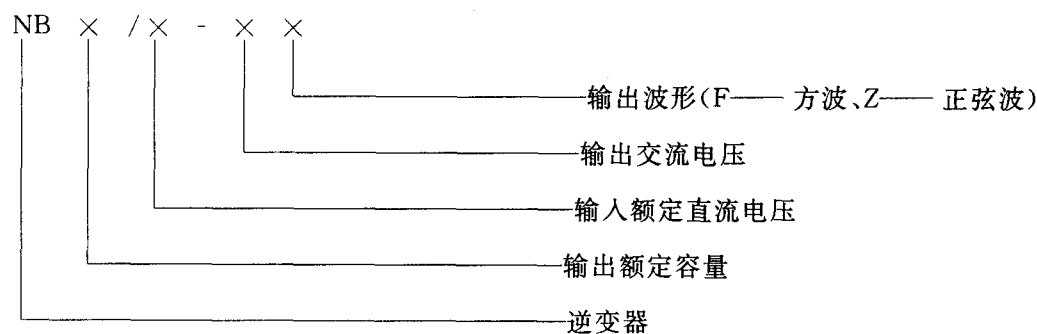 NB × / × - × ×
输出波形(F—— 方波、Z—— 正弦波)
输出交流电压
输入额定直流电压
输出额定容量
逆变器